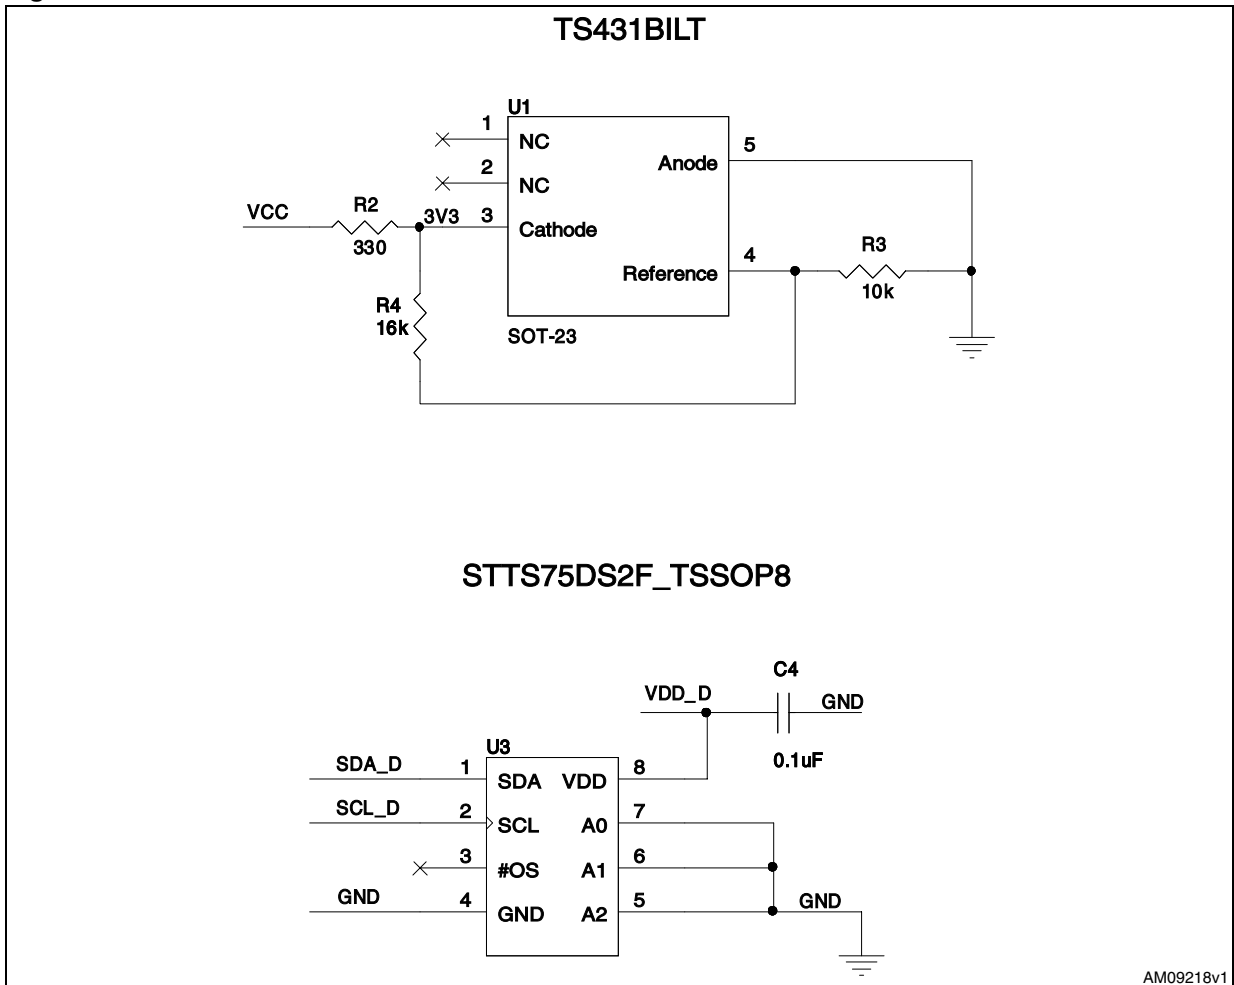 TS431BILT
U1
1
NC
5
Anode
2
NC
VCC
R2
330
3V3
3
Cathode
4
Reference
R3
10k
R4
16k
SOT-23
STTS75DS2F_TSSOP8
C4
VDD_D
GND
0.1uF
U3
SDA_D
1
SDA
VDD
8
SCL_D
2
SCL
A0
7
3
#OS
A1
6
GND
4
GND
A2
5
GND
AM09218v1